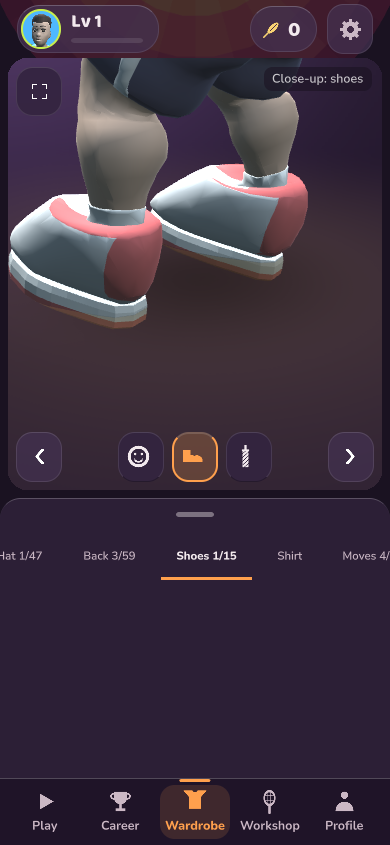 Lv 1
0
Close-up: shoes
Hat 1/47
Back 3/59
Shoes 1/15
Shirt
Moves 4/
Play
Career
Wardrobe
Workshop
Profile